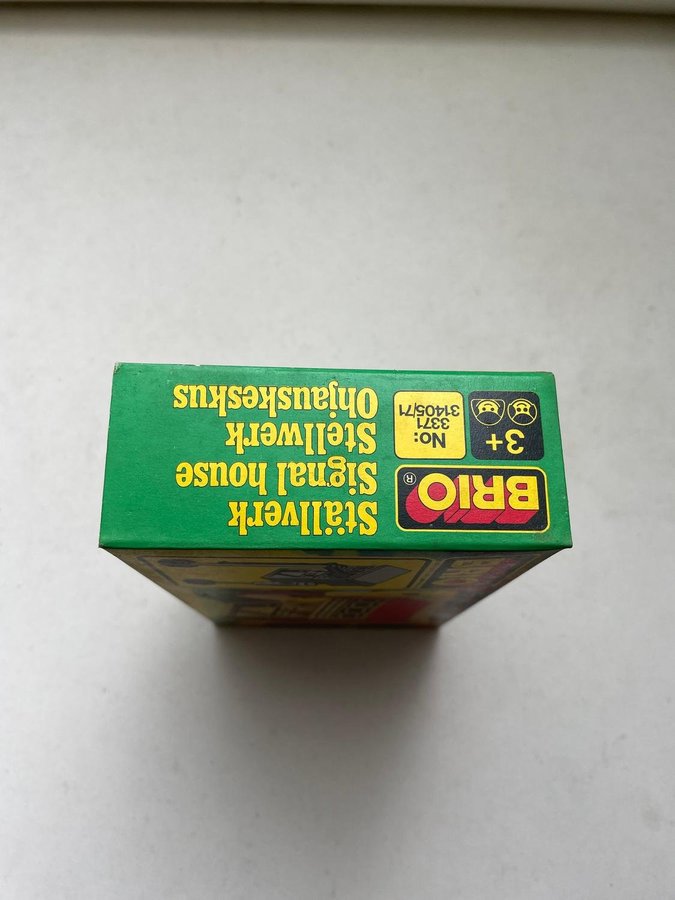 BRIO®
3+
No:
3371
31405/71
Ställverk
Signal house
Stellwerk
Ohjauskeskus